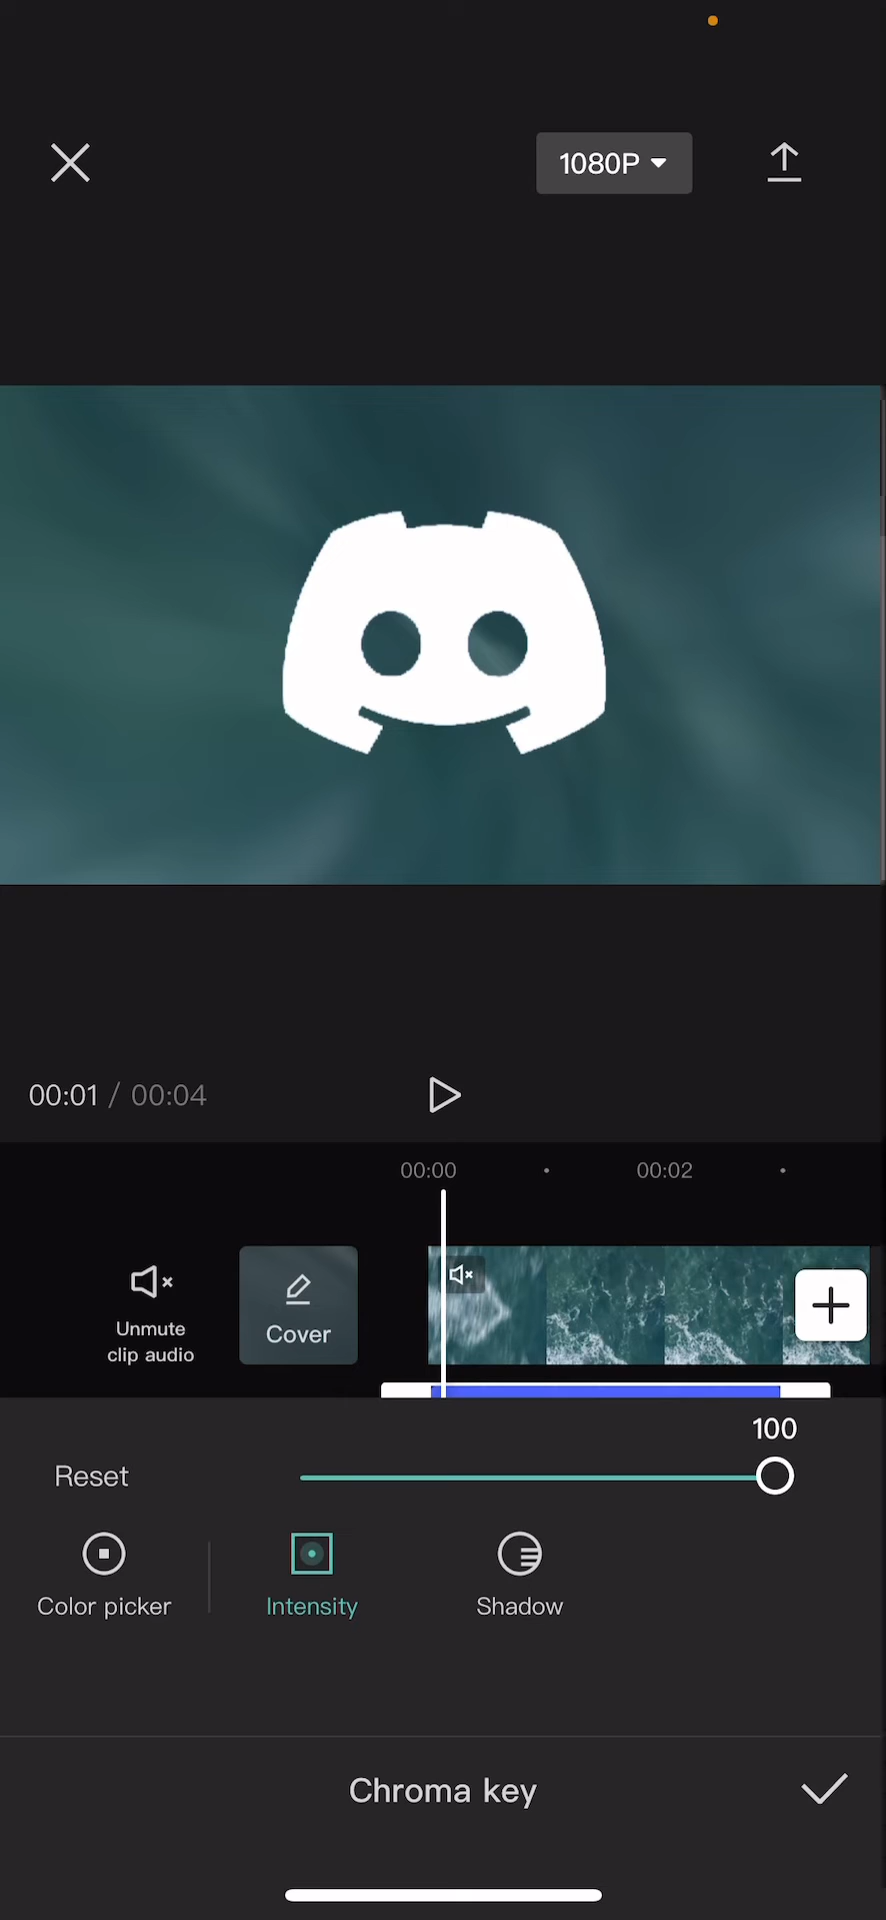 1080P
00:01 / 00:04
00:00
00:02
Unmute
clip audio
Cover
100
Reset
Color picker
Intensity
Shadow
Chroma key